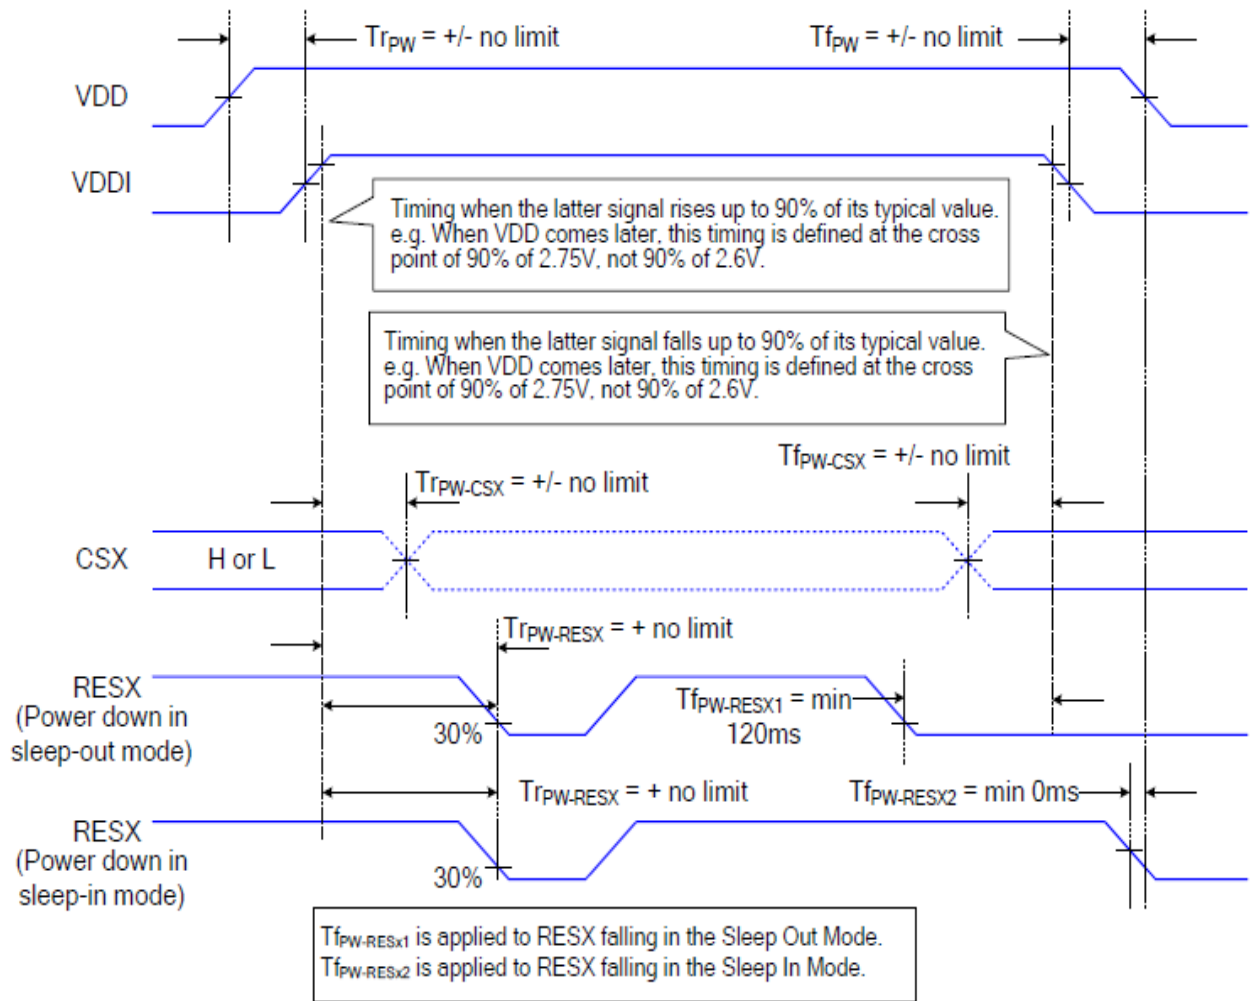 TrPW = +/- no limit
TfPW = +/- no limit
VDD
VDDI
Timing when the latter signal rises up to 90% of its typical value.
e.g. When VDD comes later, this timing is defined at the cross
point of 90% of 2.75V, not 90% of 2.6V.
Timing when the latter signal falls up to 90% of its typical value.
e.g. When VDD comes later, this timing is defined at the cross
point of 90% of 2.75V, not 90% of 2.6V.
TfPW-CSX = +/- no limit
TrPW-CSX = +/- no limit
CSX
H or L
TrPW-RESX = + no limit
RESX
(Power down in
sleep-out mode)
30%
TfPW-RESX1 = min
120ms
TrPW-RESX = + no limit
TfPW-RESX2 = min 0ms
RESX
(Power down in
sleep-in mode)
30%
TfPW-RESx1 is applied to RESX falling in the Sleep Out Mode.
TfPW-RESx2 is applied to RESX falling in the Sleep In Mode.